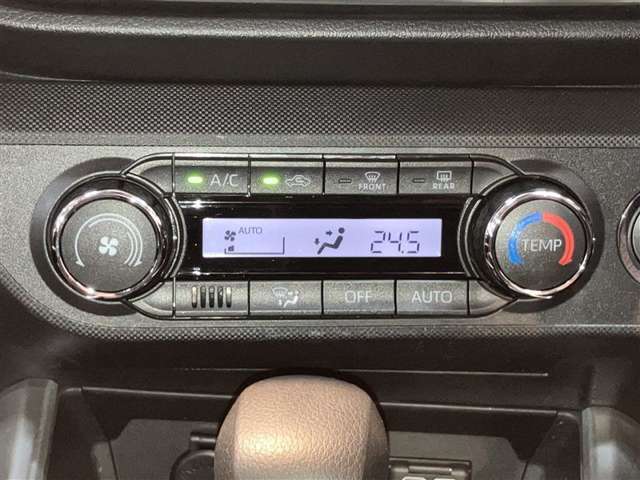 A/C
FRONT
REAR
AUTO
24.5
TEMP
OFF
AUTO